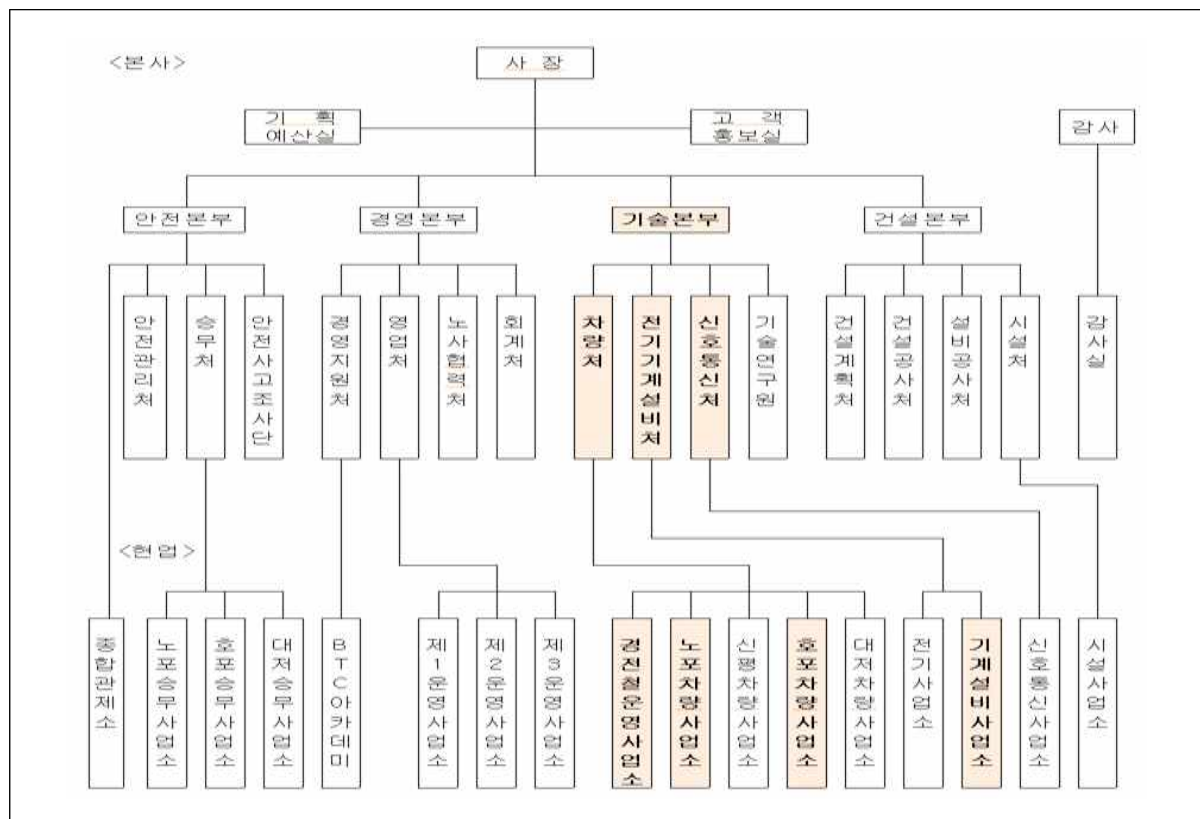 <본사>
사 장
기 획
예산실
고 객
홍보실
감사
안전본부
경영본부
기술본부
건설본부
안전관리처
승무처
안전사고조사단
경영지원처
영업처
노사협력처
회계처
차량처
전기기계설비처
신호통신처
기술연구원
건설계획처
건설공사처
설비공사처
시설처
감사실
<현업>
종합관제소
노포승무사업소
호포승무사업소
대저승무사업소
BTC아카데미
제1운영사업소
제2운영사업소
제3운영사업소
경전철운영사업소
노포차량사업소
신평차량사업소
호포차량사업소
대저차량사업소
전기사업소
기계설비사업소
신호통신사업소
시설사업소